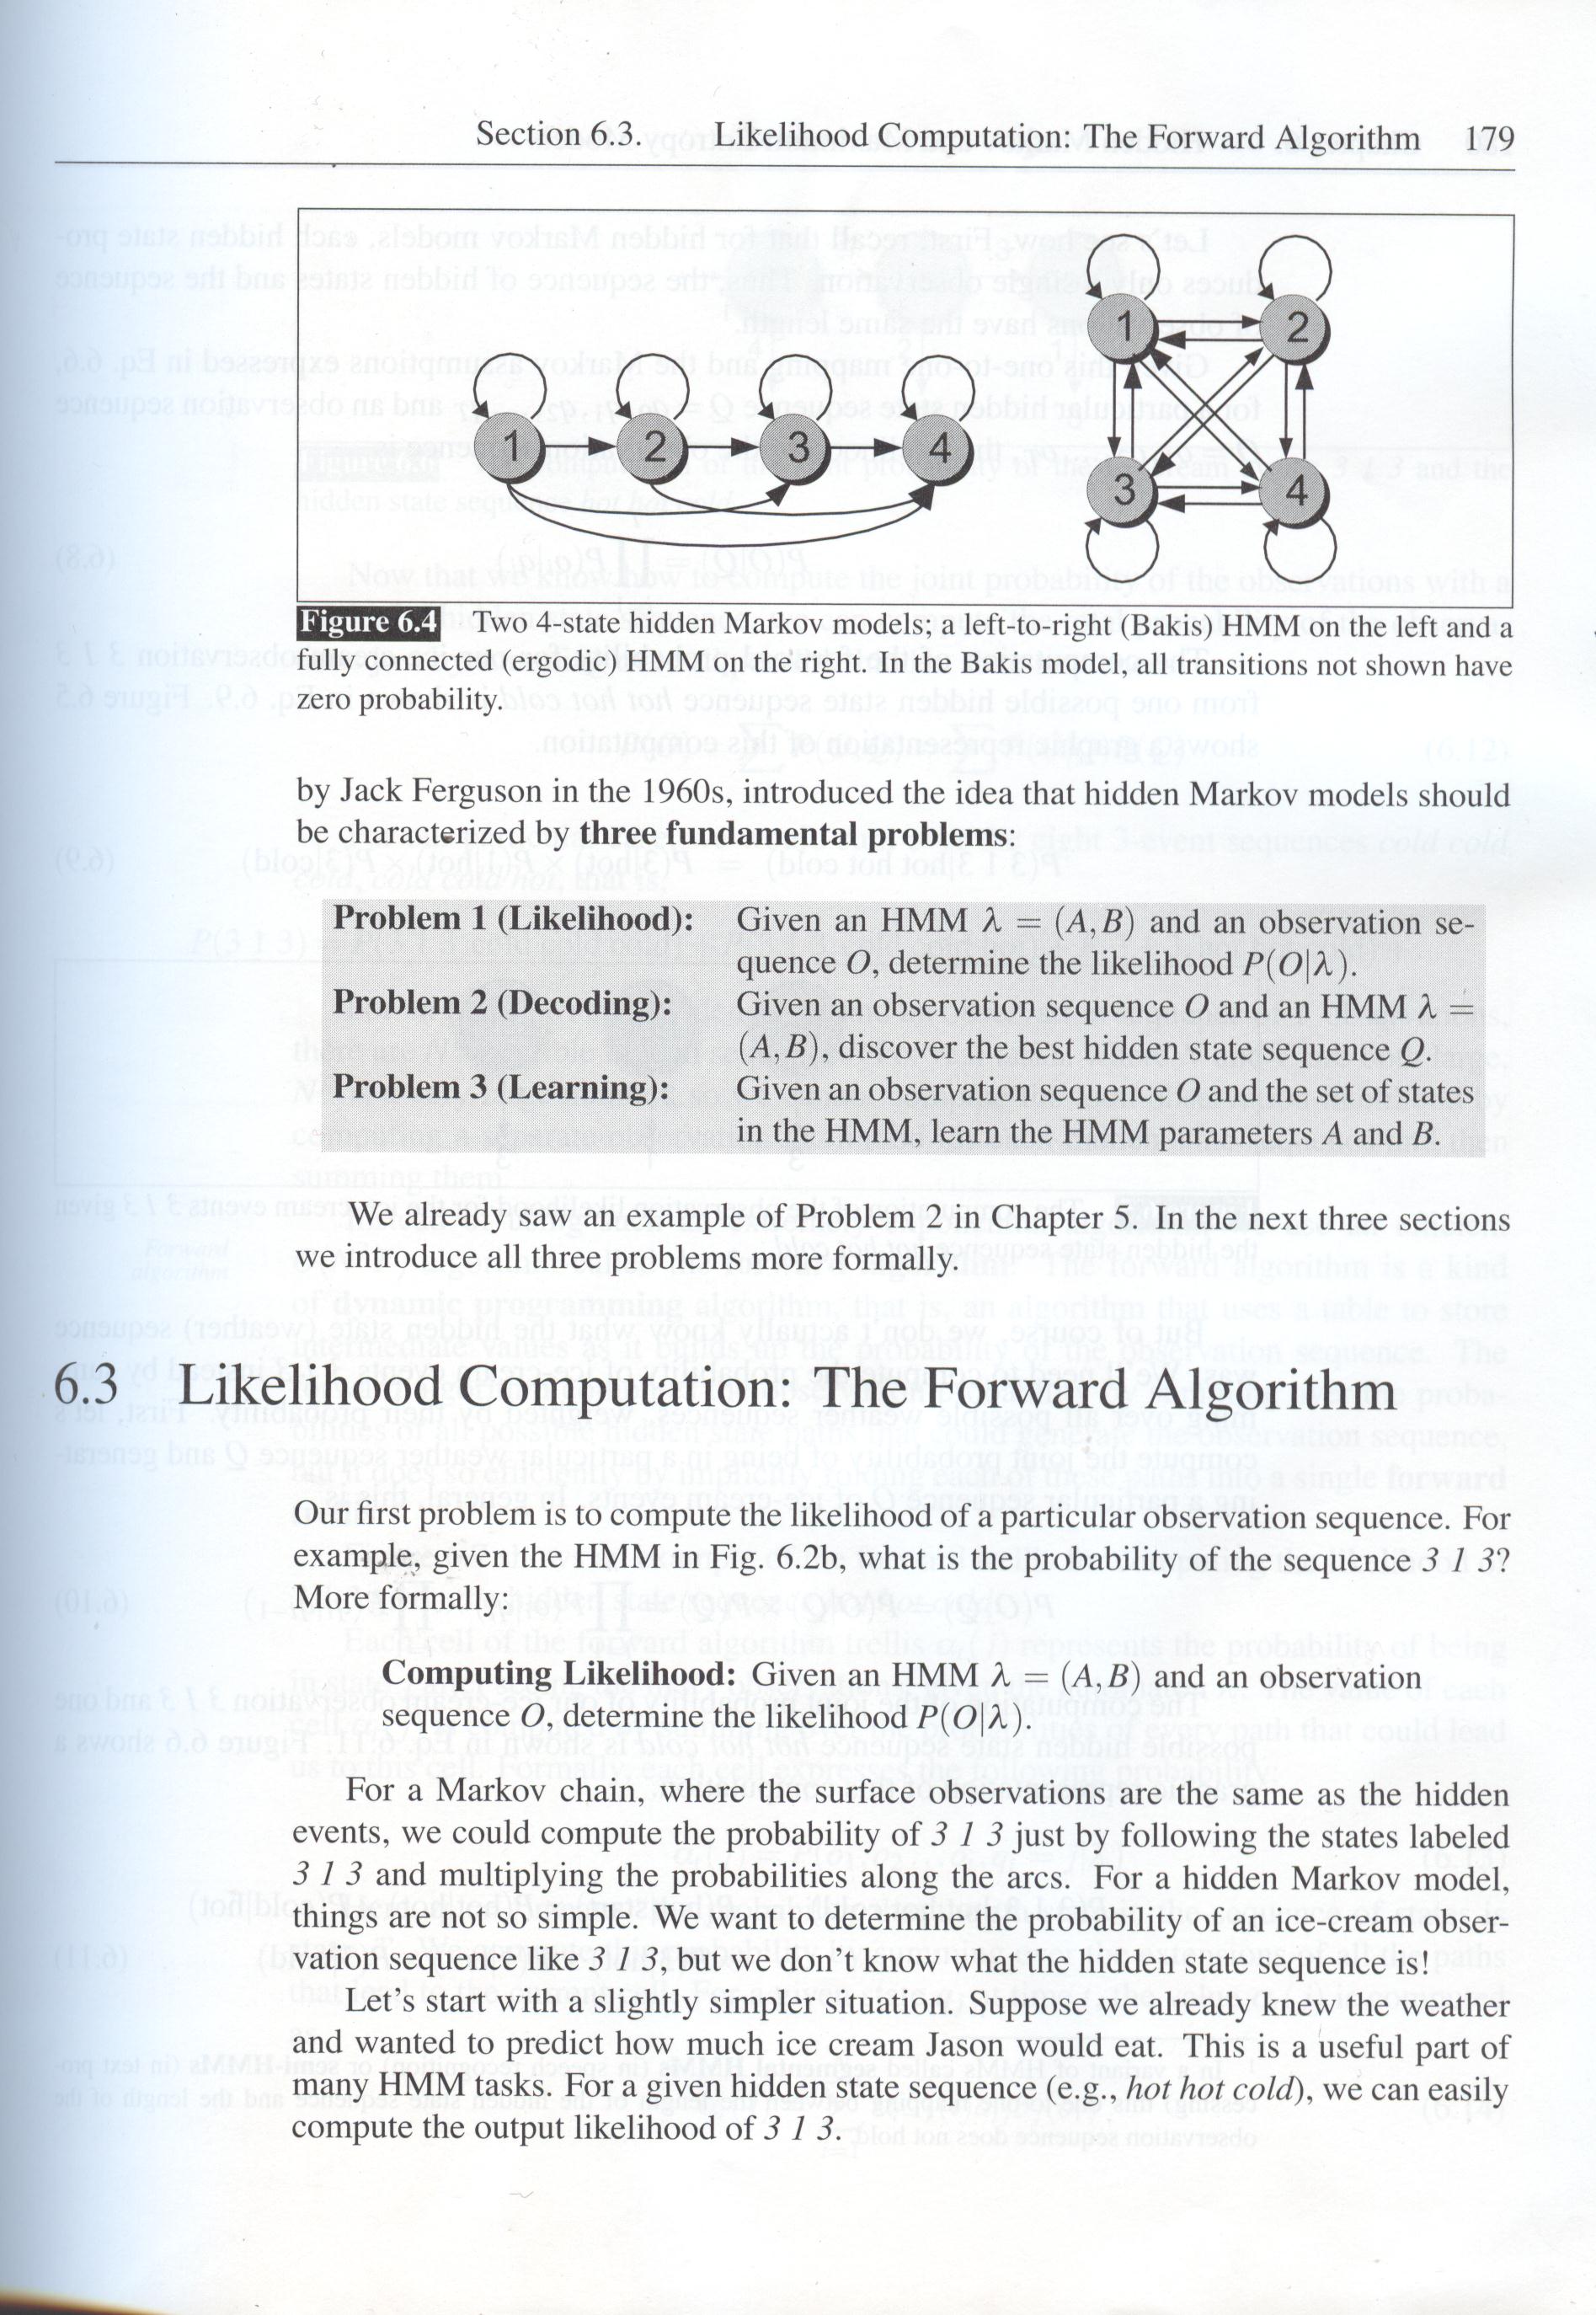 Section 6.3. Likelihood Computation: The Forward Algorithm 179
1 2 3 4
1 2
3 4
Figure 6.4 Two 4-state hidden Markov models; a left-to-right (Bakis) HMM on the left and a
fully connected (ergodic) HMM on the right. In the Bakis model, all transitions not shown have
zero probability.
by Jack Ferguson in the 1960s, introduced the idea that hidden Markov models should
be characterized by three fundamental problems:
Problem 1 (Likelihood): Given an HMM λ = (A,B) and an observation se-
quence O, determine the likelihood P(O|λ).
Problem 2 (Decoding): Given an observation sequence O and an HMM λ =
(A,B), discover the best hidden state sequence Q.
Problem 3 (Learning): Given an observation sequence O and the set of states
in the HMM, learn the HMM parameters A and B.
We already saw an example of Problem 2 in Chapter 5. In the next three sections
we introduce all three problems more formally.
6.3 Likelihood Computation: The Forward Algorithm
Our first problem is to compute the likelihood of a particular observation sequence. For
example, given the HMM in Fig. 6.2b, what is the probability of the sequence 3 1 3?
More formally:
Computing Likelihood: Given an HMM λ = (A,B) and an observation
sequence O, determine the likelihood P(O|λ).
For a Markov chain, where the surface observations are the same as the hidden
events, we could compute the probability of 3 1 3 just by following the states labeled
3 1 3 and multiplying the probabilities along the arcs. For a hidden Markov model,
things are not so simple. We want to determine the probability of an ice-cream obser-
vation sequence like 3 1 3, but we don't know what the hidden state sequence is!
Let's start with a slightly simpler situation. Suppose we already knew the weather
and wanted to predict how much ice cream Jason would eat. This is a useful part of
many HMM tasks. For a given hidden state sequence (e.g., hot hot cold), we can easily
compute the output likelihood of 3 1 3.